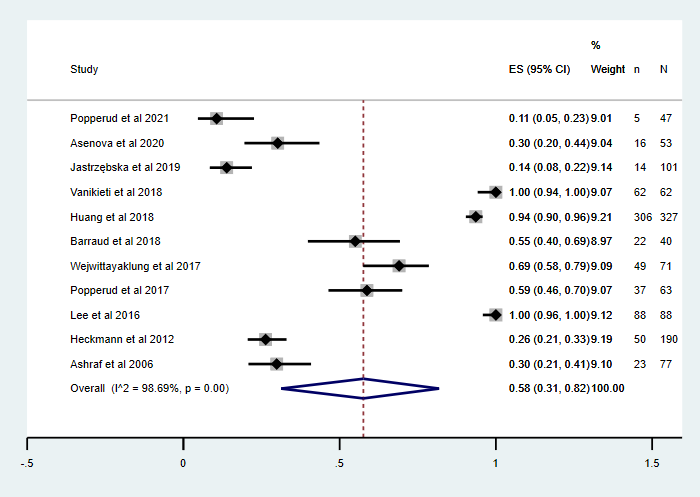 %
Study ES (95% CI) Weight n N
Popperud et al 2021 0.11 (0.05, 0.23) 9.01 5 47
Asenova et al 2020 0.30 (0.20, 0.44) 9.04 16 53
Jastrzębska et al 2019 0.14 (0.08, 0.22) 9.14 14 101
Vanikieti et al 2018 1.00 (0.94, 1.00) 9.07 62 62
Huang et al 2018 0.94 (0.90, 0.96) 9.21 306 327
Barraud et al 2018 0.55 (0.40, 0.69) 8.97 22 40
Wejwittayaklung et al 2017 0.69 (0.58, 0.79) 9.09 49 71
Popperud et al 2017 0.59 (0.46, 0.70) 9.07 37 63
Lee et al 2016 1.00 (0.96, 1.00) 9.12 88 88
Heckmann et al 2012 0.26 (0.21, 0.33) 9.19 50 190
Ashraf et al 2006 0.30 (0.21, 0.41) 9.10 23 77
Overall (I^2 = 98.69%, p = 0.00) 0.58 (0.31, 0.82) 100.00
-.5 0 .5 1 1.5